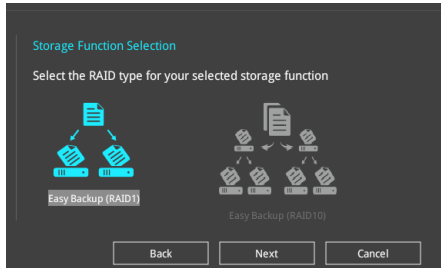 Storage Function Selection
Select the RAID type for your selected storage function
Easy Backup (RAID1)
Easy Backup (RAID10)
Back
Next
Cancel